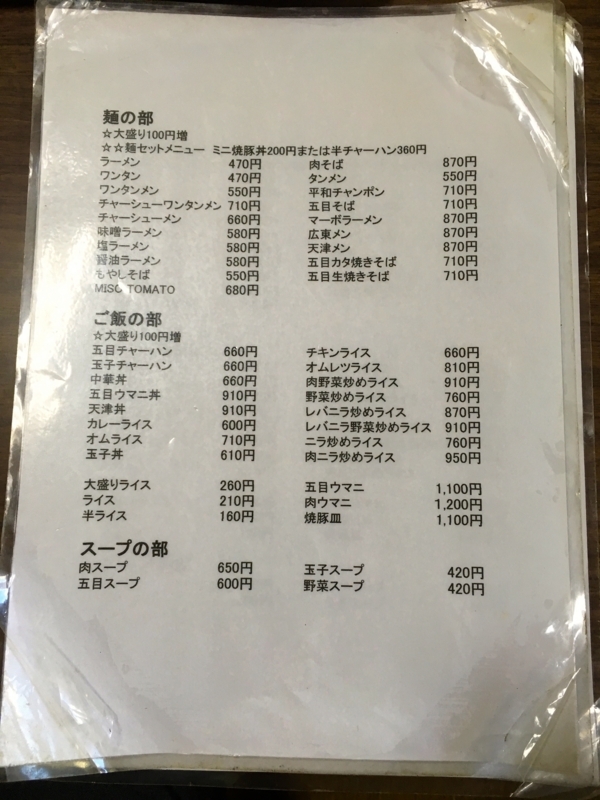 麺の部
☆大盛り100円増
☆☆麺セットメニュー ミニ焼豚丼200円または半チャーハン360円
ラーメン 470円 肉そば 870円
ワンタン 470円 タンメン 550円
ワンタンメン 550円 平和チャンポン 710円
チャーシューワンタンメン 710円 五目そば 710円
チャーシューメン 660円 マーボラーメン 870円
味噌ラーメン 580円 広東メン 870円
塩ラーメン 580円 天津メン 870円
醤油ラーメン 580円 五目カタ焼きそば 710円
もやしそば 550円 五目生焼きそば 710円
MISO TOMATO 680円
ご飯の部
☆大盛り100円増
五目チャーハン 660円 チキンライス 660円
玉子チャーハン 660円 オムレツライス 810円
中華丼 660円 肉野菜炒めライス 910円
五目ウマニ丼 910円 野菜炒めライス 760円
天津丼 910円 レバニラ炒めライス 870円
カレーライス 600円 レバニラ野菜炒めライス 910円
オムライス 710円 ニラ炒めライス 760円
玉子丼 610円 肉ニラ炒めライス 950円
大盛りライス 260円 五目ウマニ 1,100円
ライス 210円 肉ウマニ 1,200円
半ライス 160円 焼豚皿 1,100円
スープの部
肉スープ 650円 玉子スープ 420円
五目スープ 600円 野菜スープ 420円